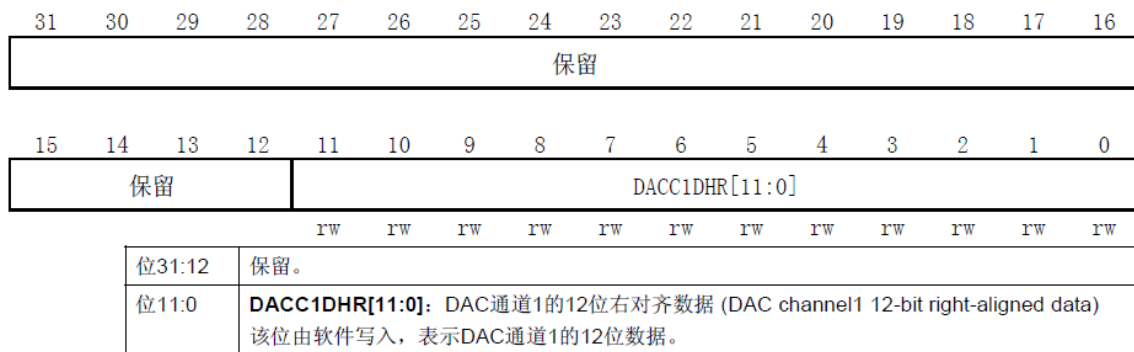 31 30 29 28 27 26 25 24 23 22 21 20 19 18 17 16
保留
15 14 13 12 11 10 9 8 7 6 5 4 3 2 1 0
保留 DACC1DHR[11:0]
rw rw rw rw rw rw rw rw rw rw rw rw
位31:12 保留。
位11:0 DACC1DHR[11:0]：DAC通道1的12位右对齐数据 (DAC channel1 12-bit right-aligned data)
该位由软件写入，表示DAC通道1的12位数据。